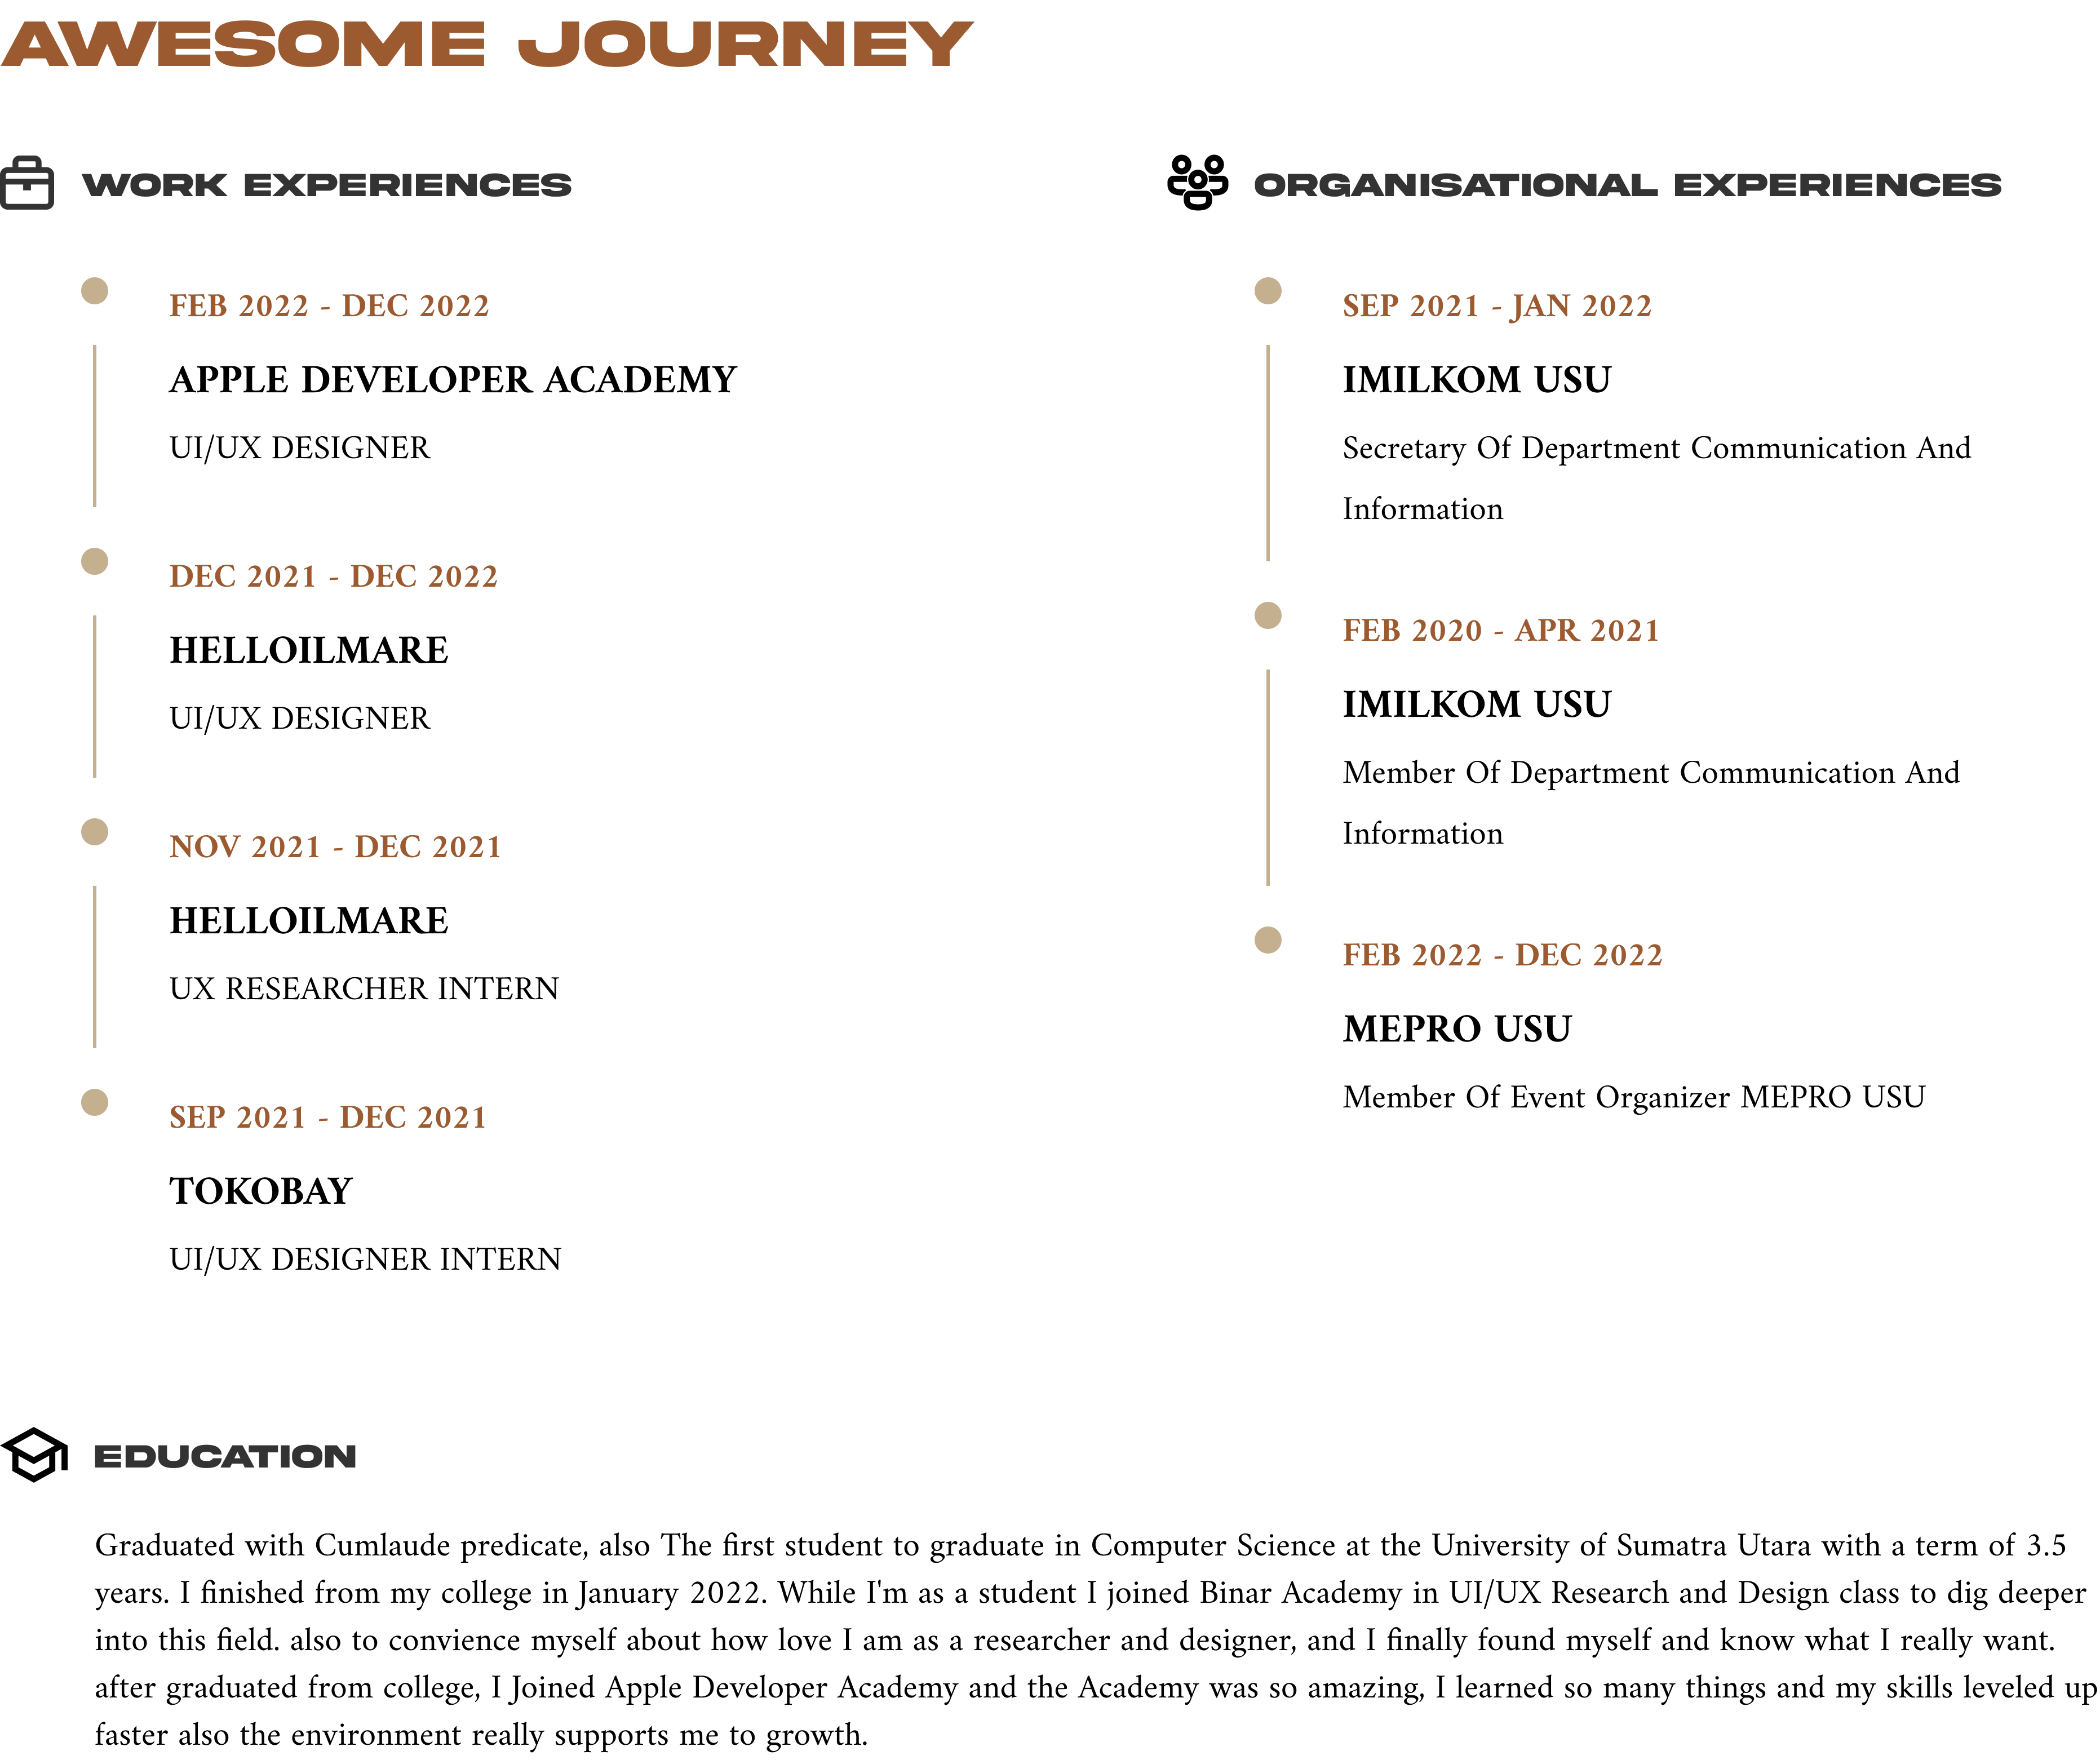 AWESOME JOURNEY
WORK EXPERIENCES
FEB 2022 - DEC 2022
APPLE DEVELOPER ACADEMY
UI/UX DESIGNER
DEC 2021 - DEC 2022
HELLOILMARE
UI/UX DESIGNER
NOV 2021 - DEC 2021
HELLOILMARE
UX RESEARCHER INTERN
SEP 2021 - DEC 2021
TOKOBAY
UI/UX DESIGNER INTERN
ORGANISATIONAL EXPERIENCES
SEP 2021 - JAN 2022
IMILKOM USU
Secretary Of Department Communication And
Information
FEB 2020 - APR 2021
IMILKOM USU
Member Of Department Communication And
Information
FEB 2022 - DEC 2022
MEPRO USU
Member Of Event Organizer MEPRO USU
EDUCATION
Graduated with Cumlaude predicate, also The first student to graduate in Computer Science at the University of Sumatra Utara with a term of 3.5
years. I finished from my college in January 2022. While I'm as a student I joined Binar Academy in UI/UX Research and Design class to dig deeper
into this field. also to convience myself about how love I am as a researcher and designer, and I finally found myself and know what I really want.
after graduated from college, I Joined Apple Developer Academy and the Academy was so amazing, I learned so many things and my skills leveled up
faster also the environment really supports me to growth.